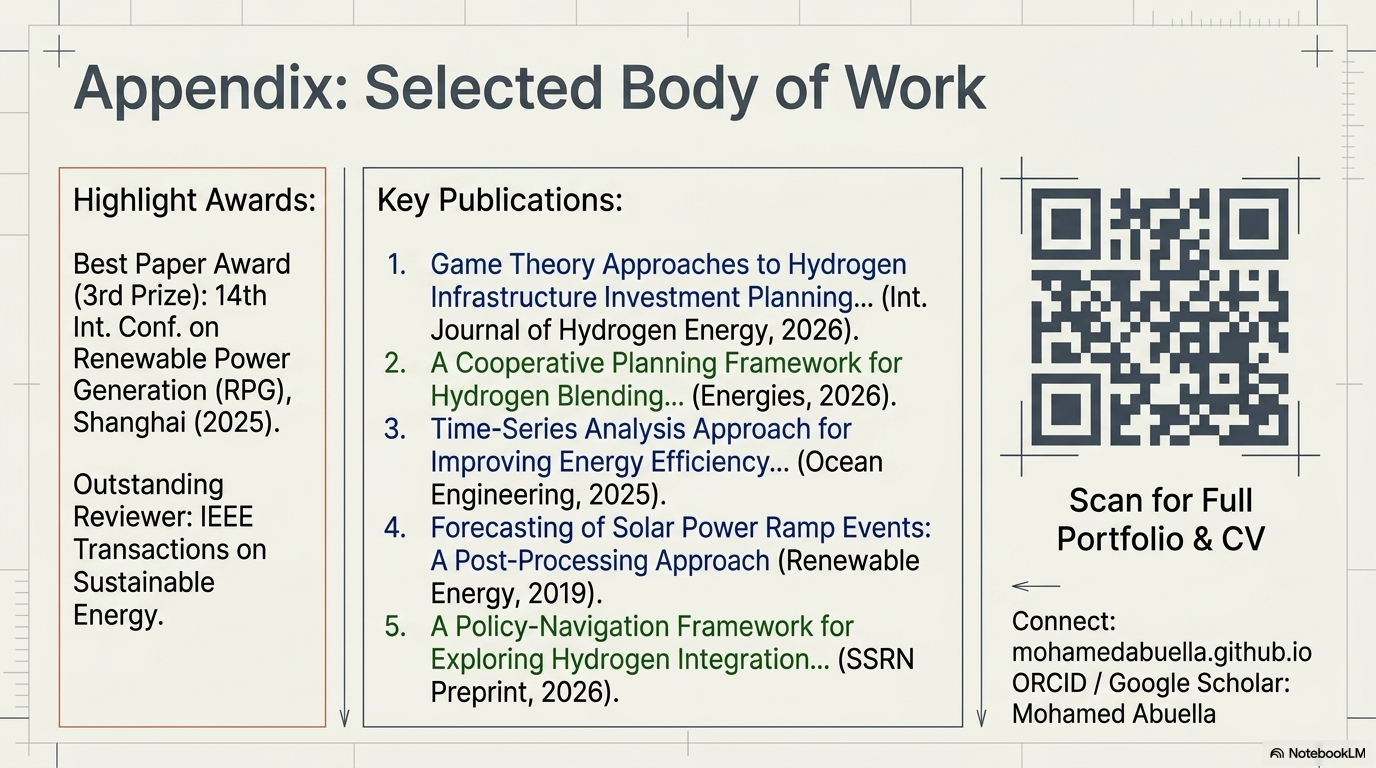 Appendix: Selected Body of Work
Highlight Awards:
Best Paper Award
(3rd Prize): 14th
Int. Conf. on
Renewable Power
Generation (RPG),
Shanghai (2025).
Outstanding
Reviewer: IEEE
Transactions on
Sustainable
Energy.
Key Publications:
1. Game Theory Approaches to Hydrogen
Infrastructure Investment Planning... (Int.
Journal of Hydrogen Energy, 2026).
2. A Cooperative Planning Framework for
Hydrogen Blending... (Energies, 2026).
3. Time-Series Analysis Approach for
Improving Energy Efficiency... (Ocean
Engineering, 2025).
4. Forecasting of Solar Power Ramp Events:
A Post-Processing Approach (Renewable
Energy, 2019).
5. A Policy-Navigation Framework for
Exploring Hydrogen Integration... (SSRN
Preprint, 2026).
Scan for Full
Portfolio & CV
Connect:
mohamedabuella.github.io
ORCID / Google Scholar:
Mohamed Abuella
NotebookLM